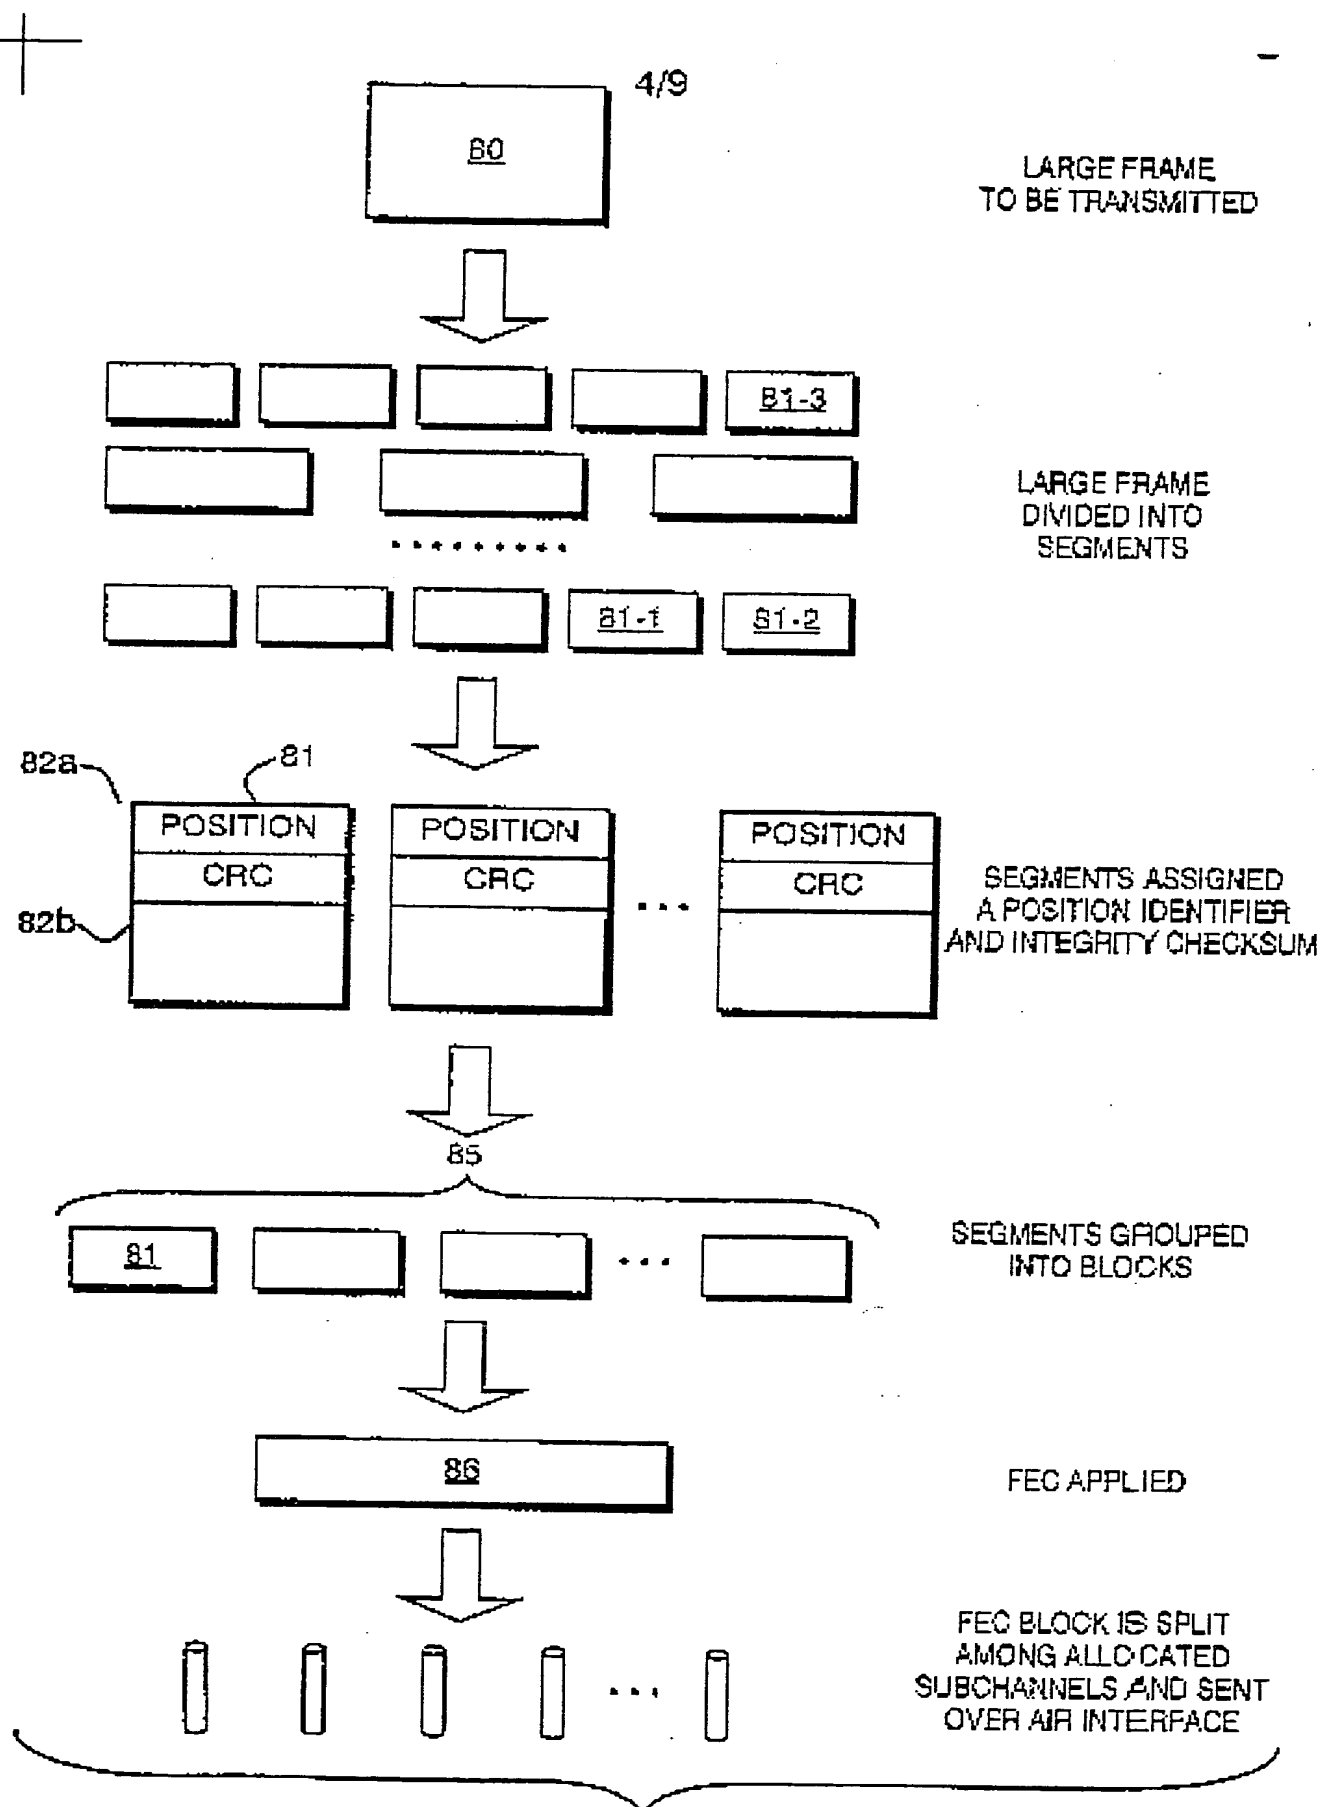 4/9
80
LARGE FRAME
TO BE TRANSMITTED
81-3
LARGE FRAME
DIVIDED INTO
SEGMENTS
81-1
81-2
82a
81
POSITION
CRC
82b
POSITION
CRC
...
POSITION
CRC
SEGMENTS ASSIGNED
A POSITION IDENTIFIER
AND INTEGRITY CHECKSUM
85
81
...
SEGMENTS GROUPED
INTO BLOCKS
86
FEC APPLIED
...
FEC BLOCK IS SPLIT
AMONG ALLOCATED
SUBCHANNELS AND SENT
OVER AIR INTERFACE